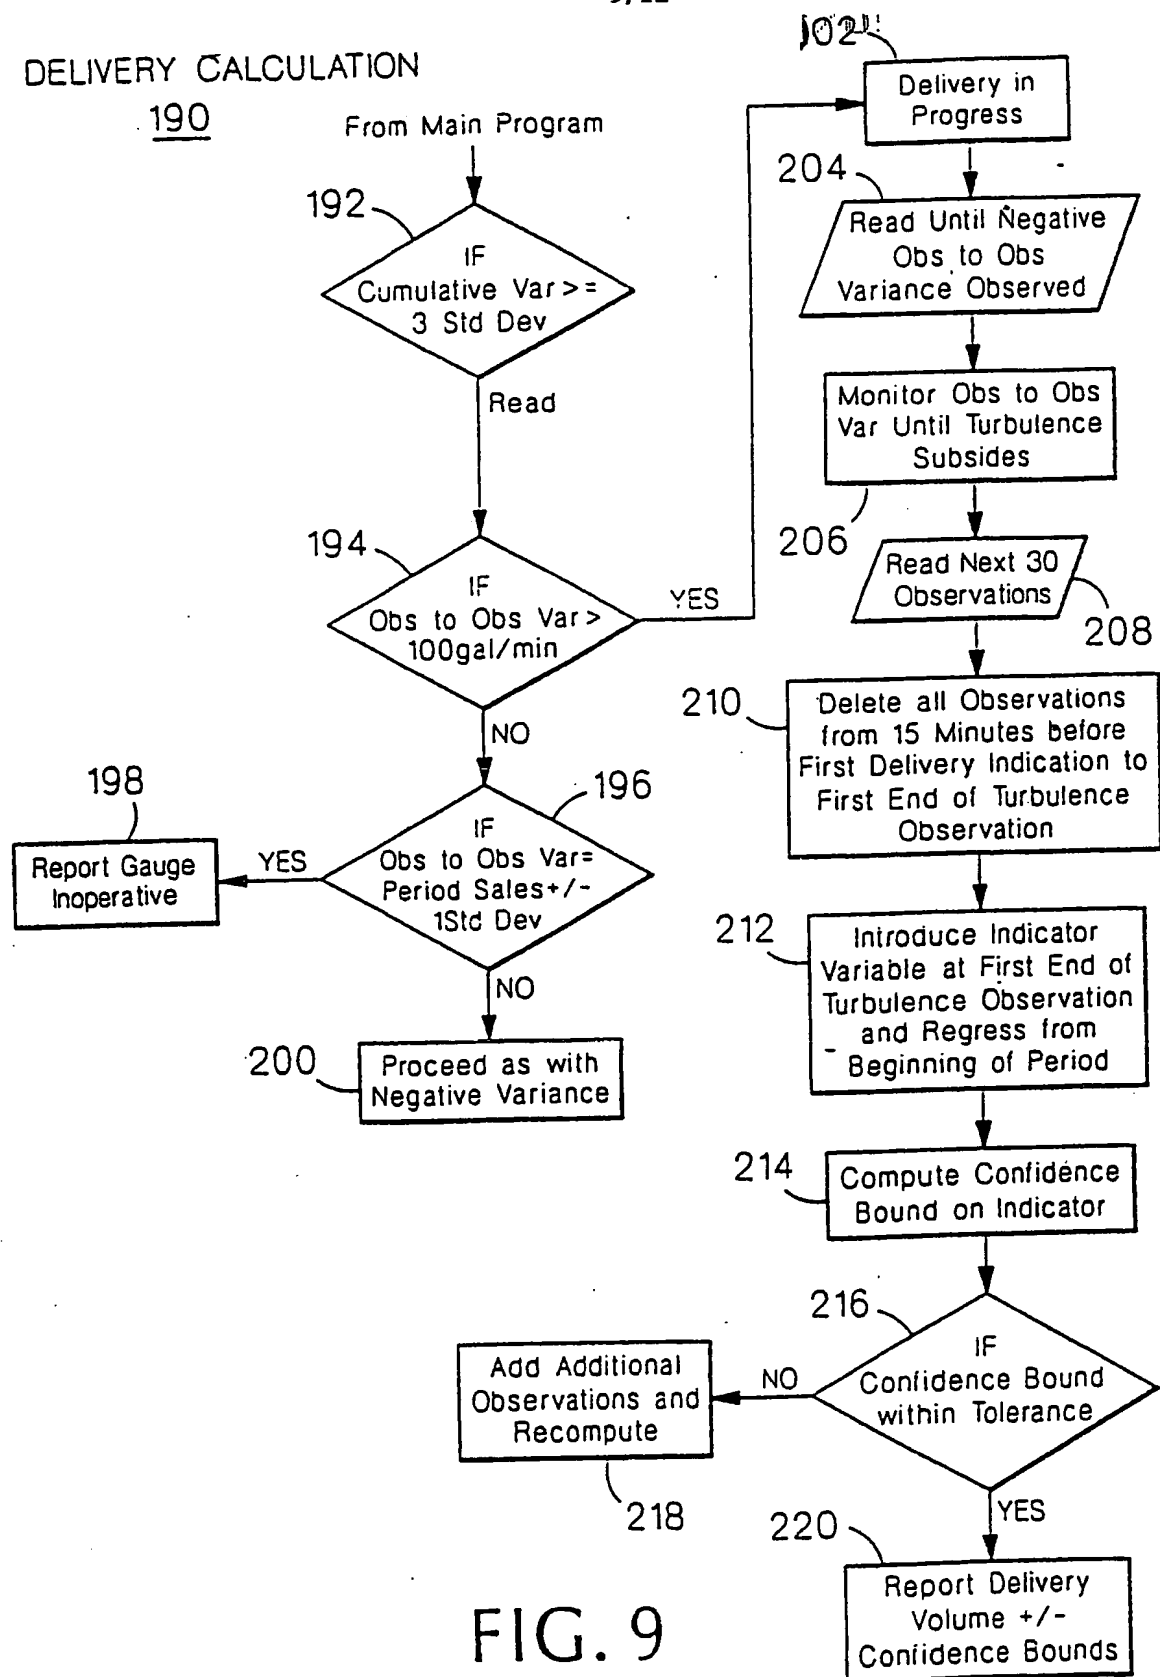 DELIVERY CALCULATION
190
From Main Program
192
IF
Cumulative Var >=
3 Std Dev
Read
194
IF
Obs to Obs Var >
100gal/min
YES
NO
196
IF
Obs to Obs Var=
Period Sales+/-
1Std Dev
YES
198
Report Gauge
Inoperative
NO
200
Proceed as with
Negative Variance
102
Delivery in
Progress
204
Read Until Negative
Obs to Obs
Variance Observed
Monitor Obs to Obs
Var Until Turbulence
Subsides
206
Read Next 30
Observations
208
210
Delete all Observations
from 15 Minutes before
First Delivery Indication to
First End of Turbulence
Observation
212
Introduce Indicator
Variable at First End of
Turbulence Observation
and Regress from
Beginning of Period
214
Compute Confidence
Bound on Indicator
216
IF
Confidence Bound
within Tolerance
NO
Add Additional
Observations and
Recompute
218
YES
220
Report Delivery
Volume +/-
Confidence Bounds
FIG. 9